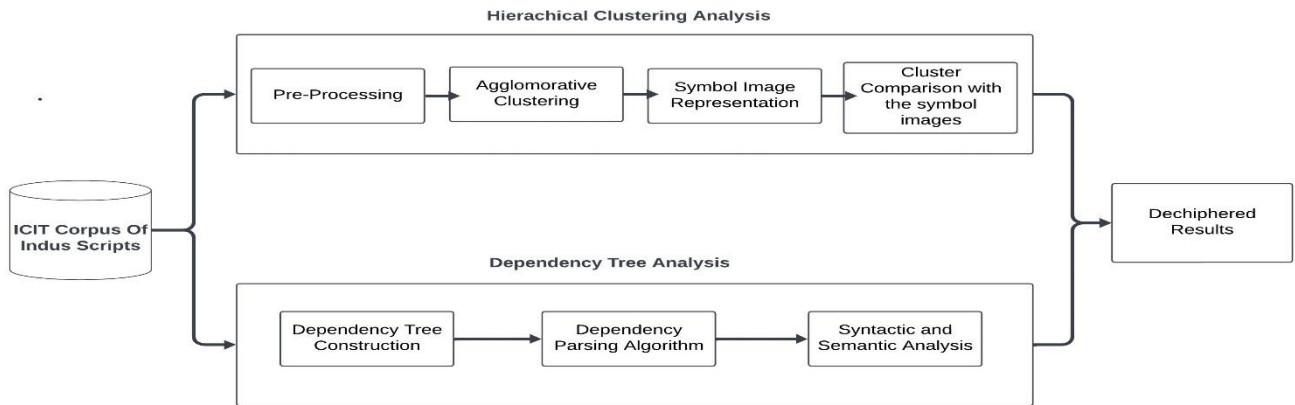 Hierachical Clustering Analysis
Pre-Processing
Agglomorative
Clustering
Symbol Image
Representation
Cluster
Comparison with
the symbol
images
ICIT Corpus Of
Indus Scripts
Dechiphered
Results
Dependency Tree Analysis
Dependency Tree
Construction
Dependency
Parsing Algorithm
Syntactic and
Semantic Analysis